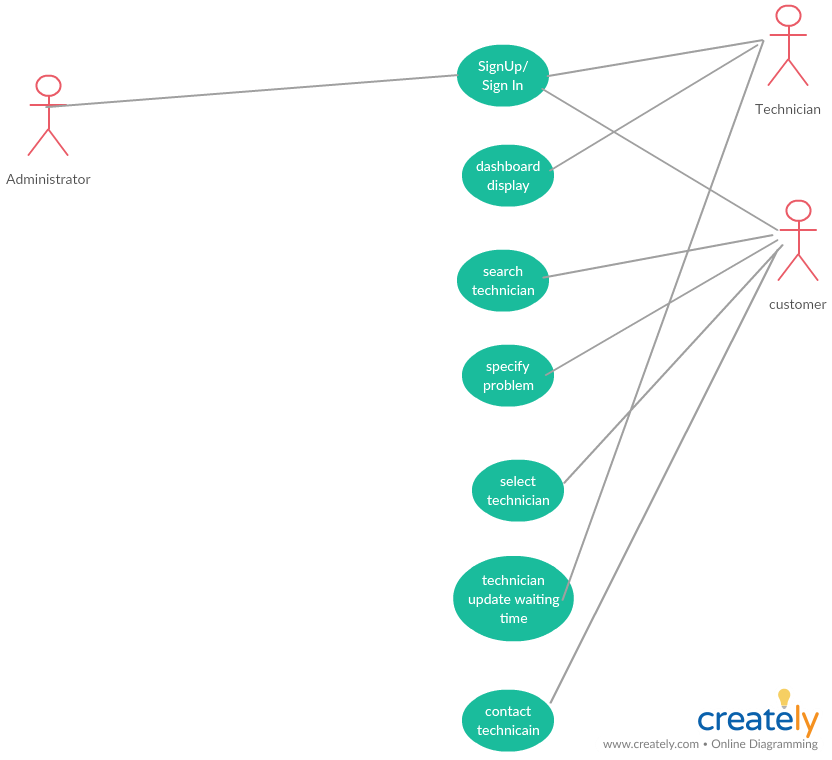 Technician
SignUp/
Sign In
Administrator
dashboard
display
customer
search
technician
specify
problem
select
technician
technician
update waiting
time
contact
technicain
creately
www.creately.com • Online Diagramming